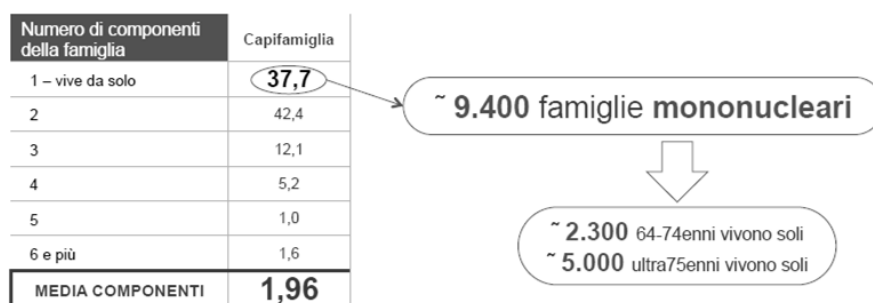 Numero di componenti
della famiglia
Capifamiglia
1 – vive da solo
37,7
2
42,4
3
12,1
4
5,2
5
1,0
6 e più
1,6
MEDIA COMPONENTI
1,96
~ 9.400 famiglie mononucleari
~ 2.300 64-74enni vivono soli
~ 5.000 ultra75enni vivono soli